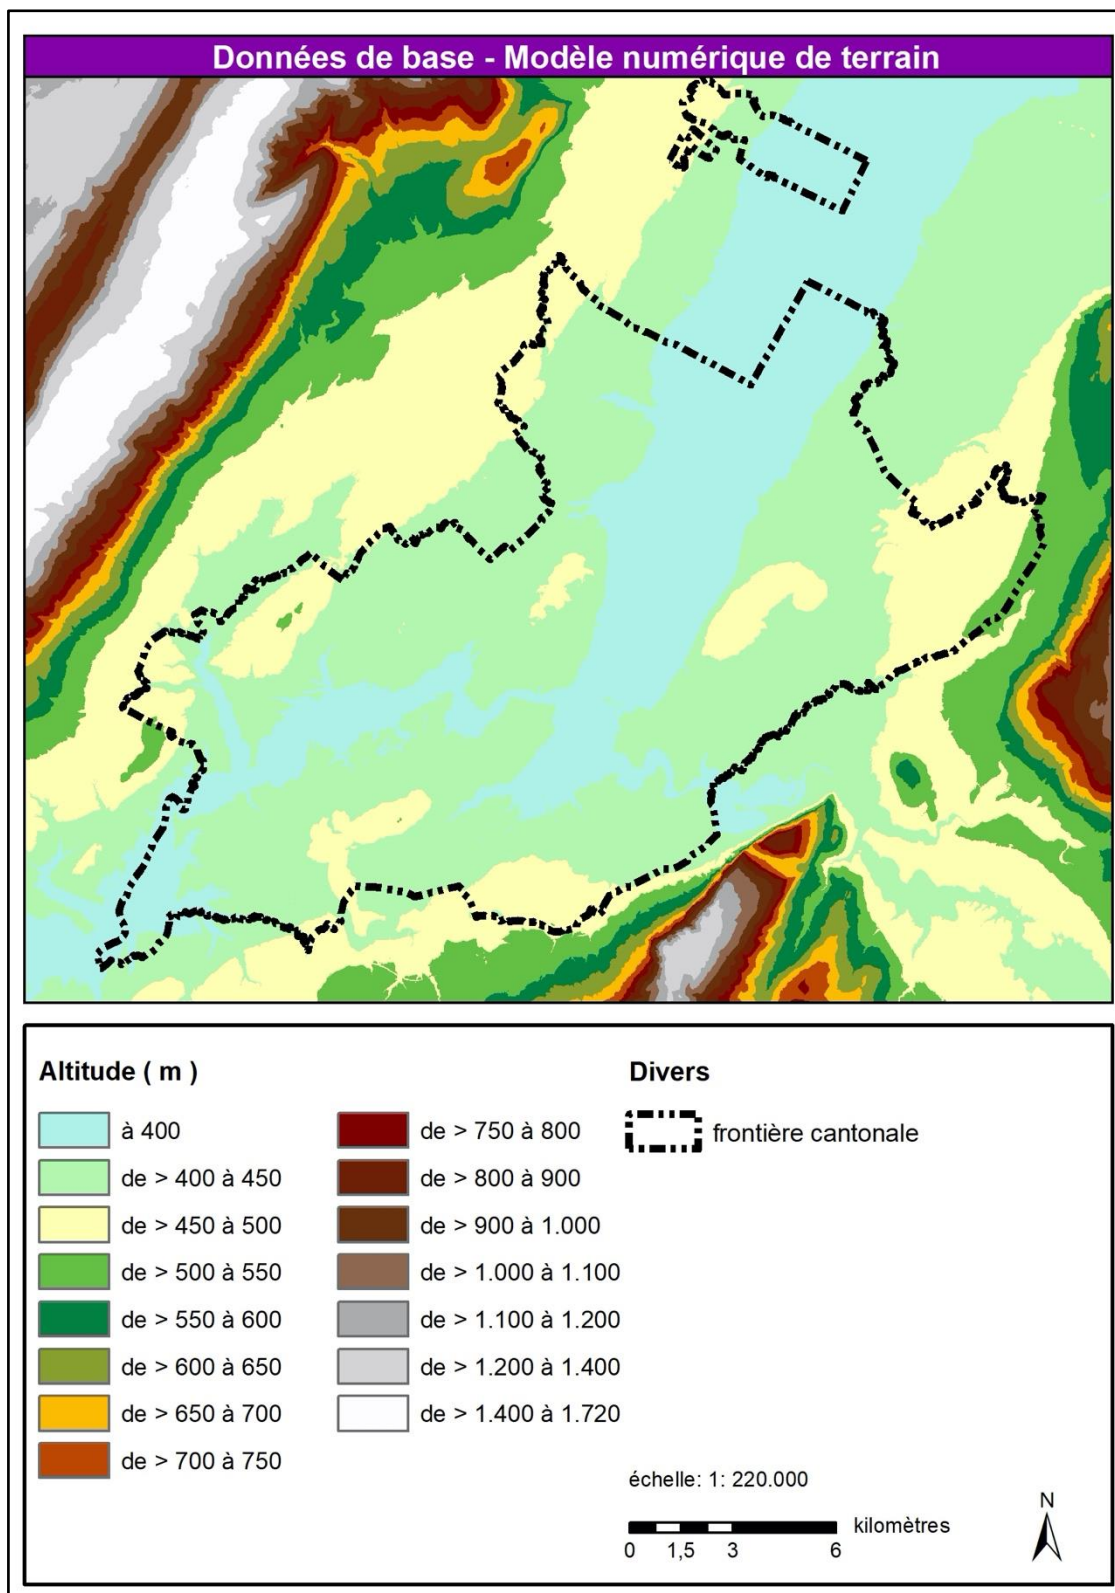 Données de base - Modèle numérique de terrain
Altitude ( m )
à 400
de > 400 à 450
de > 450 à 500
de > 500 à 550
de > 550 à 600
de > 600 à 650
de > 650 à 700
de > 700 à 750
de > 750 à 800
de > 800 à 900
de > 900 à 1.000
de > 1.000 à 1.100
de > 1.100 à 1.200
de > 1.200 à 1.400
de > 1.400 à 1.720
Divers
frontière cantonale
échelle: 1: 220.000
kilomètres
0 1,5 3 6
N